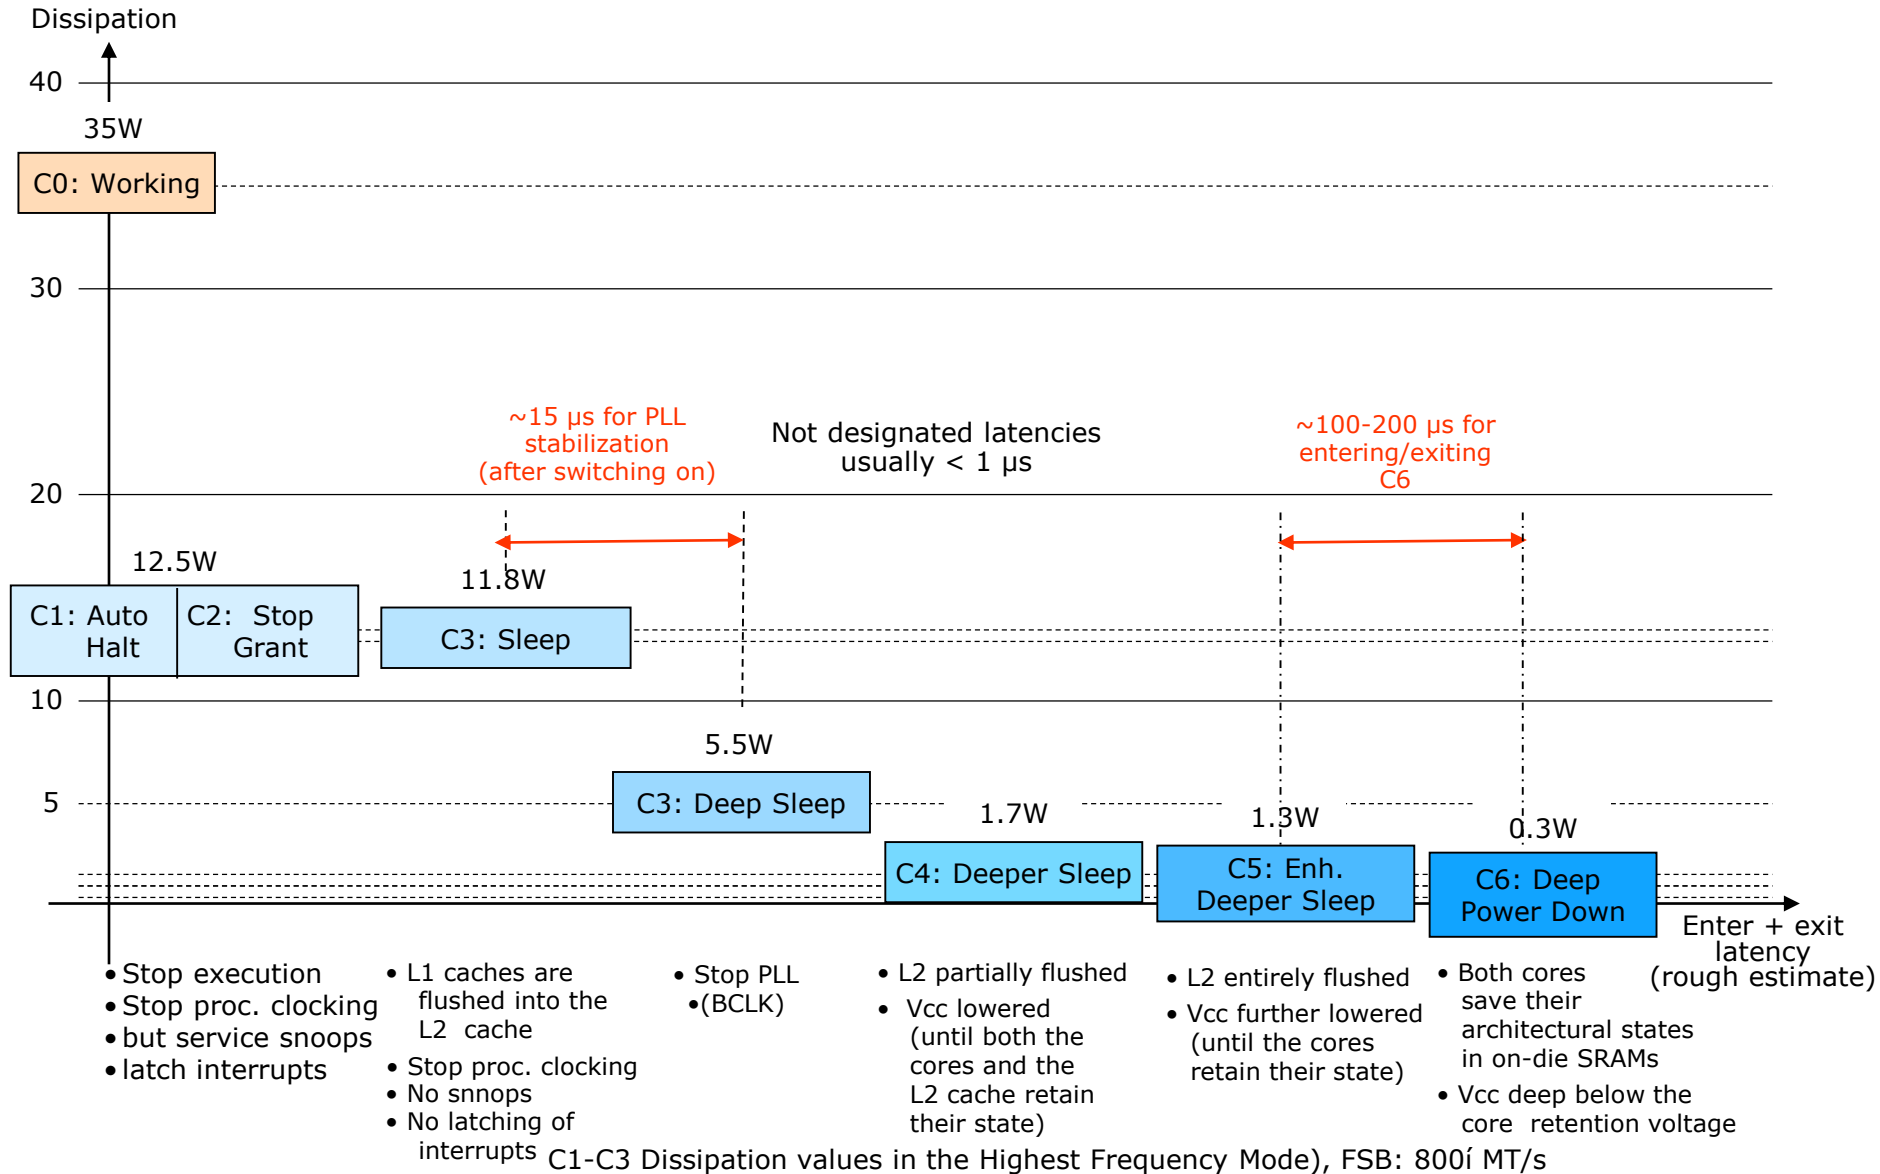 Dissipation
40
35W
C0: Working
30
~15 µs for PLL
stabilization
(after switching on)
Not designated latencies
usually < 1 µs
~100-200 µs for
entering/exiting
C6
20
12.5W
11.8W
C1: Auto
Halt
C2: Stop
Grant
C3: Sleep
10
5.5W
C3: Deep Sleep
5
1.7W
1.3W
0.3W
C4: Deeper Sleep
C5: Enh.
Deeper Sleep
C6: Deep
Power Down
Enter + exit
latency
(rough estimate)
• Stop execution
• Stop proc. clocking
• but service snoops
• latch interrupts
• L1 caches are
flushed into the
L2 cache
• Stop proc. clocking
• No snnops
• No latching of
interrupts
• Stop PLL
•(BCLK)
• L2 partially flushed
• Vcc lowered
(until both the
cores and the
L2 cache retain
their state)
• L2 entirely flushed
• Vcc further lowered
(until the cores
retain their state)
• Both cores
save their
architectural states
in on-die SRAMs
• Vcc deep below the
core retention voltage
C1-C3 Dissipation values in the Highest Frequency Mode), FSB: 800í MT/s